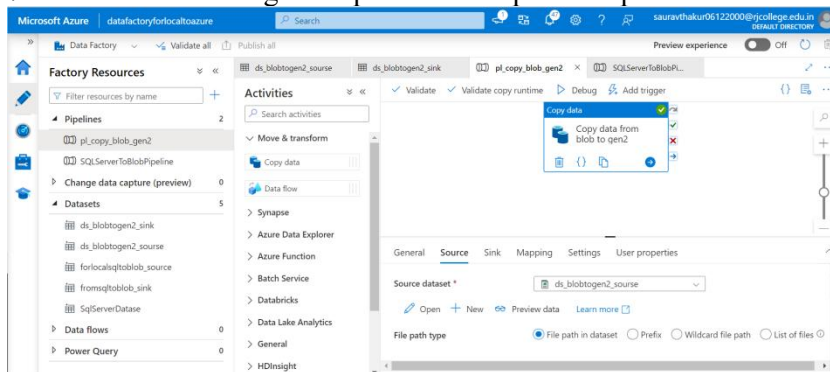 Microsoft Azure | datafactoryforlocaltoazure
Search
sauravthakur06122000@rjcollege.edu.in
DEFAULT DIRECTORY
Data Factory
Validate all
Publish all
Preview experience
Off
Factory Resources
Filter resources by name
Pipelines 2
pl_copy_blob_gen2
SQLServerToBlobPipeline
Change data capture (preview) 0
Datasets 5
ds_blobtogen2_sink
ds_blobtogen2_sourse
forlocalsqltoblob_source
fromsqltoblob_sink
SqlServerDatase
Data flows 0
Power Query 0
ds_blobtogen2_sourse
ds_blobtogen2_sink
pl_copy_blob_gen2
SQLServerToBlobPi...
Activities
Search activities
Move & transform
Copy data
Data flow
Synapse
Azure Data Explorer
Azure Function
Batch Service
Databricks
Data Lake Analytics
General
HDInsight
Validate
Validate copy runtime
Debug
Add trigger
Copy data
Copy data from
blob to gen2
General Source Sink Mapping Settings User properties
Source dataset *
ds_blobtogen2_sourse
Open
New
Preview data
Learn more
File path type
File path in dataset
Prefix
Wildcard file path
List of files